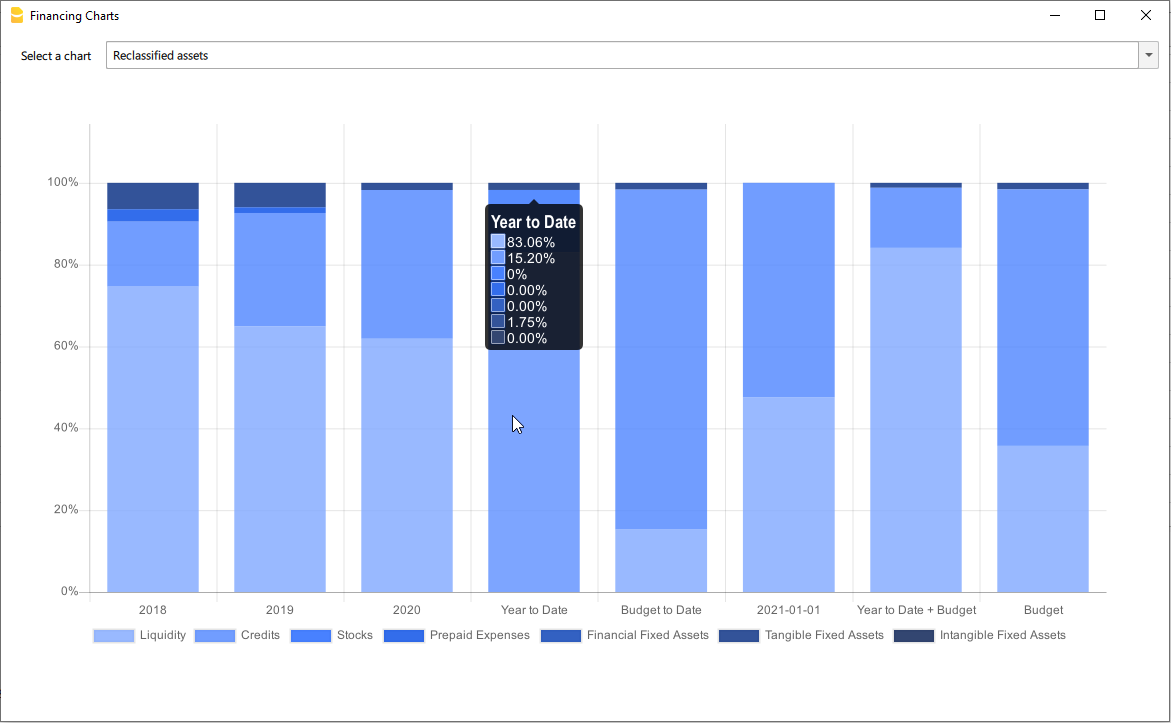 Financing Charts
Select a chart Reclassified assets
100%
80%
60%
40%
20%
0%
Year to Date
83.06%
15.20%
0%
0.00%
0.00%
1.75%
0.00%
2018 2019 2020 Year to Date Budget to Date 2021-01-01 Year to Date + Budget Budget
Liquidity Credits Stocks Prepaid Expenses Financial Fixed Assets Tangible Fixed Assets Intangible Fixed Assets